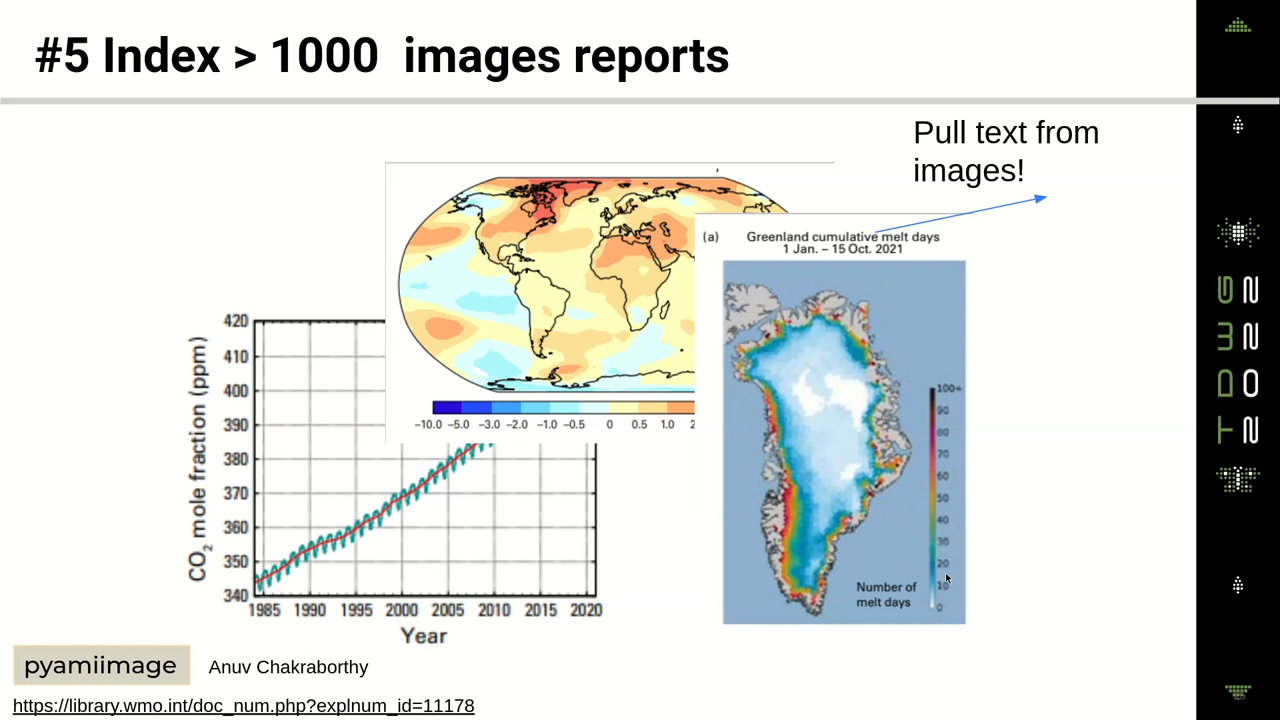 #5 Index > 1000 images reports
Pull text from
images!
(a)
Greenland cumulative melt days
1 Jan. – 15 Oct. 2021
100+
90
80
70
60
50
40
30
20
10
0
Number of
melt days
−10.0 −5.0 −3.0 −2.0 −1.0 −0.5 0 0.5 1.0 2
CO2 mole fraction (ppm)
420
410
400
390
380
370
360
350
340
1985 1990 1995 2000 2005 2010 2015 2020
Year
pyamiimage
Anuv Chakraborthy
https://library.wmo.int/doc_num.php?explnum_id=11178
TDWG
2022